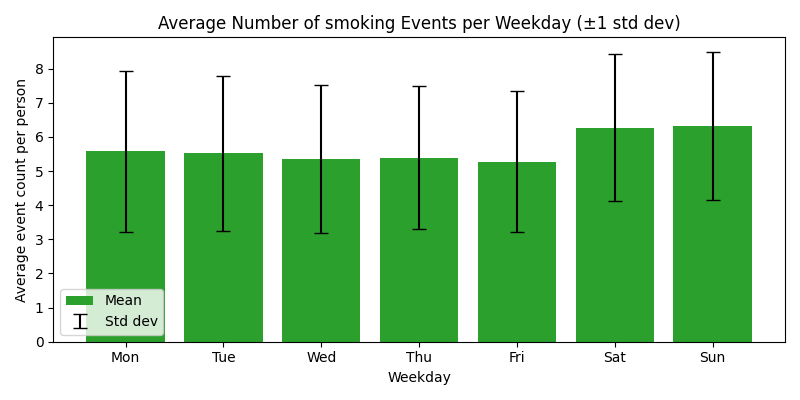 Average Number of smoking Events per Weekday (±1 std dev)
Average event count per person
8
7
6
5
4
3
2
1
0
Mean
Std dev
Mon Tue Wed Thu Fri Sat Sun
Weekday